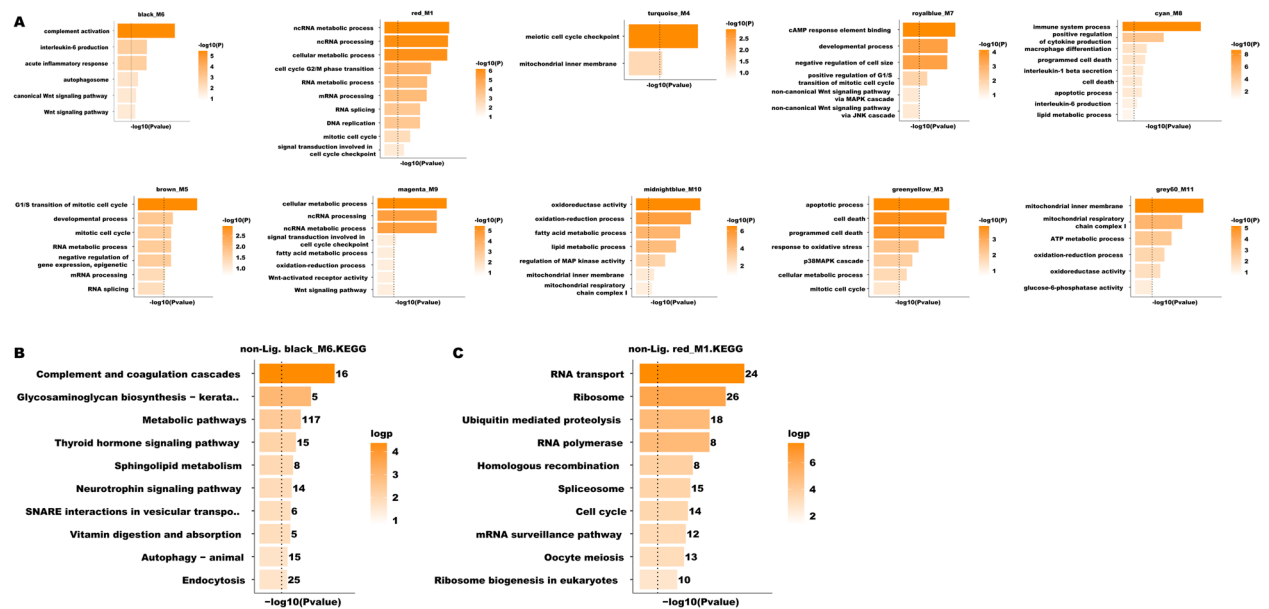 A
black_M6
complement activation
interleukin-6 production
acute inflammatory response
autophagosome
canonical Wnt signaling pathway
Wnt signaling pathway
-log10(Pvalue)
-log10(P)
5
4
3
2
1
red_M1
ncRNA metabolic process
ncRNA processing
cellular metabolic process
cell cycle G2/M phase transition
RNA metabolic process
mRNA processing
RNA splicing
DNA replication
mitotic cell cycle
signal transduction involved in
cell cycle checkpoint
-log10(Pvalue)
-log10(P)
6
5
4
3
2
1
turquoise_M4
meiotic cell cycle checkpoint
mitochondrial inner membrane
-log10(Pvalue)
-log10(P)
2.5
2.0
1.5
1.0
royalblue_M7
cAMP response element binding
developmental process
negative regulation of cell size
positive regulation of G1/S
transition of mitotic cell cycle
non-canonical Wnt signaling pathway
via MAPK cascade
non-canonical Wnt signaling pathway
via JNK cascade
-log10(Pvalue)
-log10(P)
4
3
2
1
cyan_M8
immune system process
positive regulation
of cytokine production
macrophage differentiation
programmed cell death
interleukin-1 beta secretion
cell death
apoptotic process
interleukin-6 production
lipid metabolic process
-log10(Pvalue)
-log10(P)
8
6
4
2
brown_M5
G1/S transition of mitotic cell cycle
developmental process
mitotic cell cycle
RNA metabolic process
negative regulation of
gene expression, epigenetic
mRNA processing
RNA splicing
-log10(Pvalue)
-log10(P)
2.5
2.0
1.5
1.0
magenta_M9
cellular metabolic process
ncRNA processing
ncRNA metabolic process
signal transduction involved in
cell cycle checkpoint
fatty acid metabolic process
oxidation-reduction process
Wnt-activated receptor activity
Wnt signaling pathway
-log10(Pvalue)
-log10(P)
5
4
3
2
1
midnightblue_M10
oxidoreductase activity
oxidation-reduction process
fatty acid metabolic process
lipid metabolic process
regulation of MAP kinase activity
mitochondrial inner membrane
mitochondrial respiratory
chain complex I
-log10(Pvalue)
-log10(P)
6
4
2
greenyellow_M3
apoptotic process
cell death
programmed cell death
response to oxidative stress
p38MAPK cascade
cellular metabolic process
mitotic cell cycle
-log10(Pvalue)
-log10(P)
3
2
1
grey60_M11
mitochondrial inner membrane
mitochondrial respiratory
chain complex I
ATP metabolic process
oxidation-reduction process
oxidoreductase activity
glucose-6-phosphatase activity
-log10(Pvalue)
-log10(P)
5
4
3
2
1
B
non-Lig. black_M6.KEGG
Complement and coagulation cascades 16
Glycosaminoglycan biosynthesis − kerata.. 5
Metabolic pathways 117
Thyroid hormone signaling pathway 15
Sphingolipid metabolism 8
Neurotrophin signaling pathway 14
SNARE interactions in vesicular transpo.. 6
Vitamin digestion and absorption 5
Autophagy − animal 15
Endocytosis 25
−log10(Pvalue)
logp
4
3
2
1
C
non-Lig. red_M1.KEGG
RNA transport 24
Ribosome 26
Ubiquitin mediated proteolysis 18
RNA polymerase 8
Homologous recombination 8
Spliceosome 15
Cell cycle 14
mRNA surveillance pathway 12
Oocyte meiosis 13
Ribosome biogenesis in eukaryotes 10
−log10(Pvalue)
logp
6
4
2